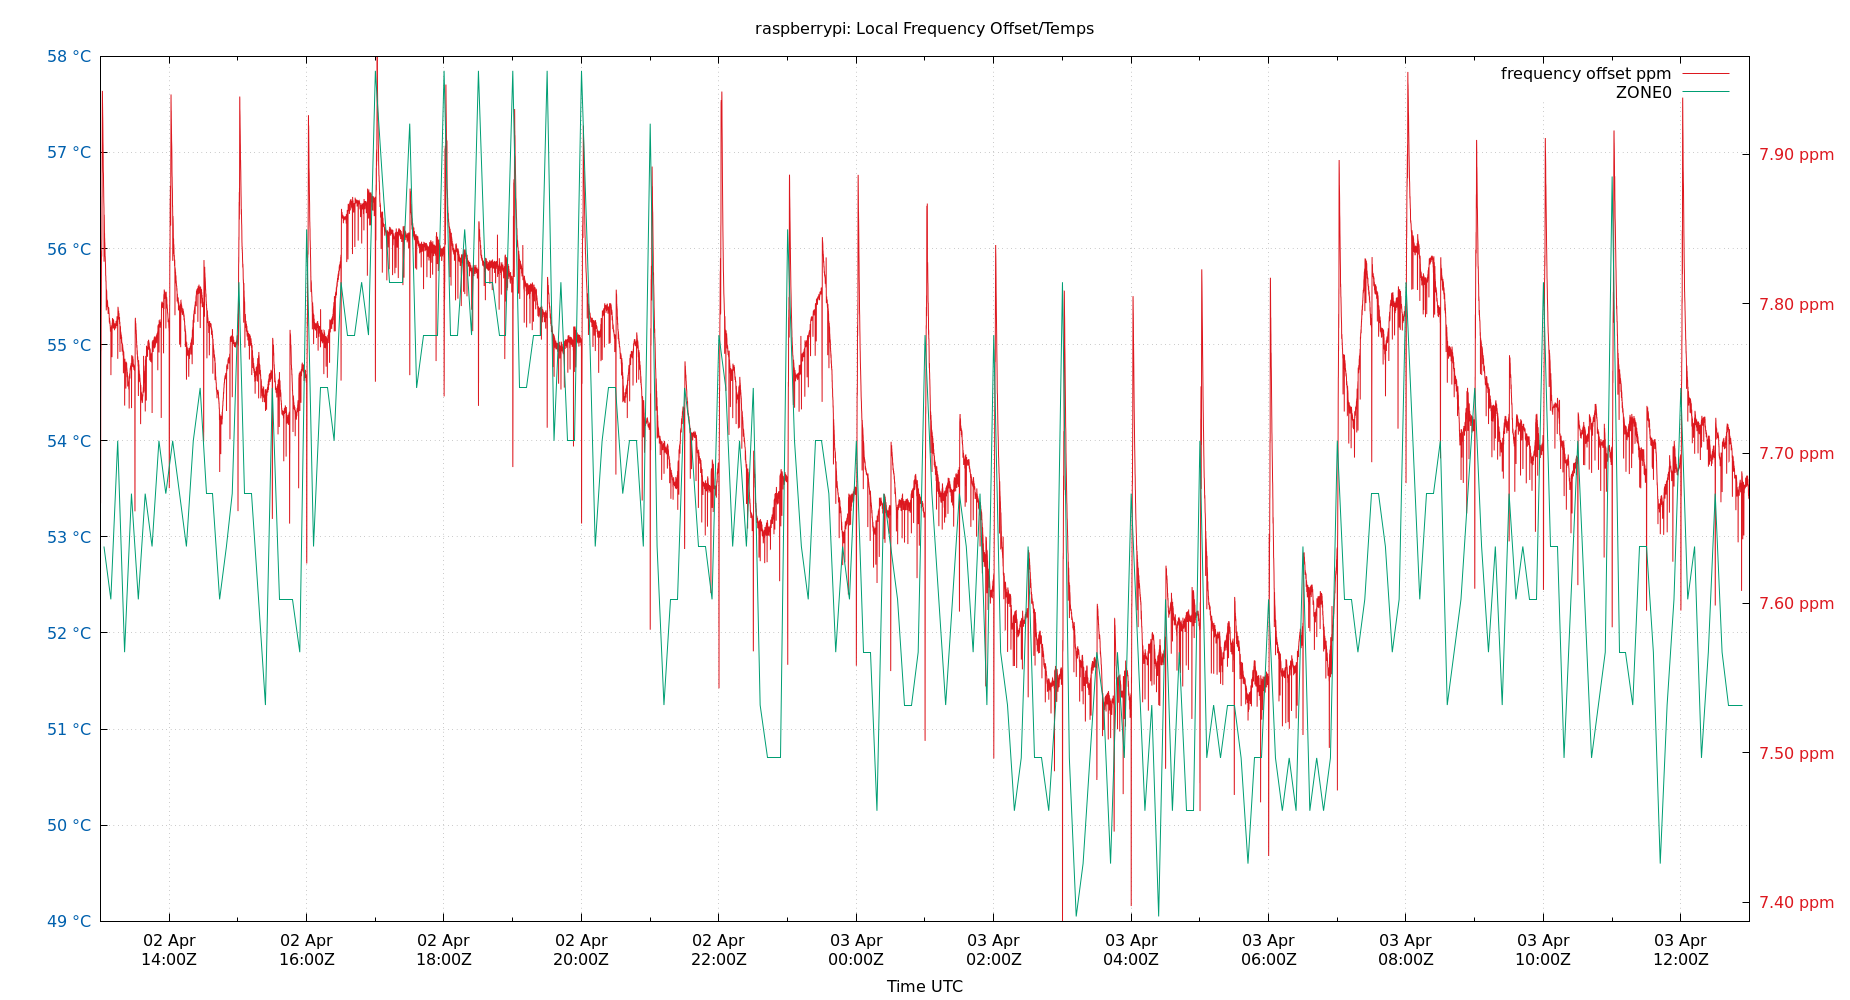 raspberrypi: Local Frequency Offset/Temps
frequency offset ppm
ZONE0
58 °C
57 °C
56 °C
55 °C
54 °C
53 °C
52 °C
51 °C
50 °C
49 °C
7.90 ppm
7.80 ppm
7.70 ppm
7.60 ppm
7.50 ppm
7.40 ppm
02 Apr
14:00Z
02 Apr
16:00Z
02 Apr
18:00Z
02 Apr
20:00Z
02 Apr
22:00Z
03 Apr
00:00Z
03 Apr
02:00Z
03 Apr
04:00Z
03 Apr
06:00Z
03 Apr
08:00Z
03 Apr
10:00Z
03 Apr
12:00Z
Time UTC